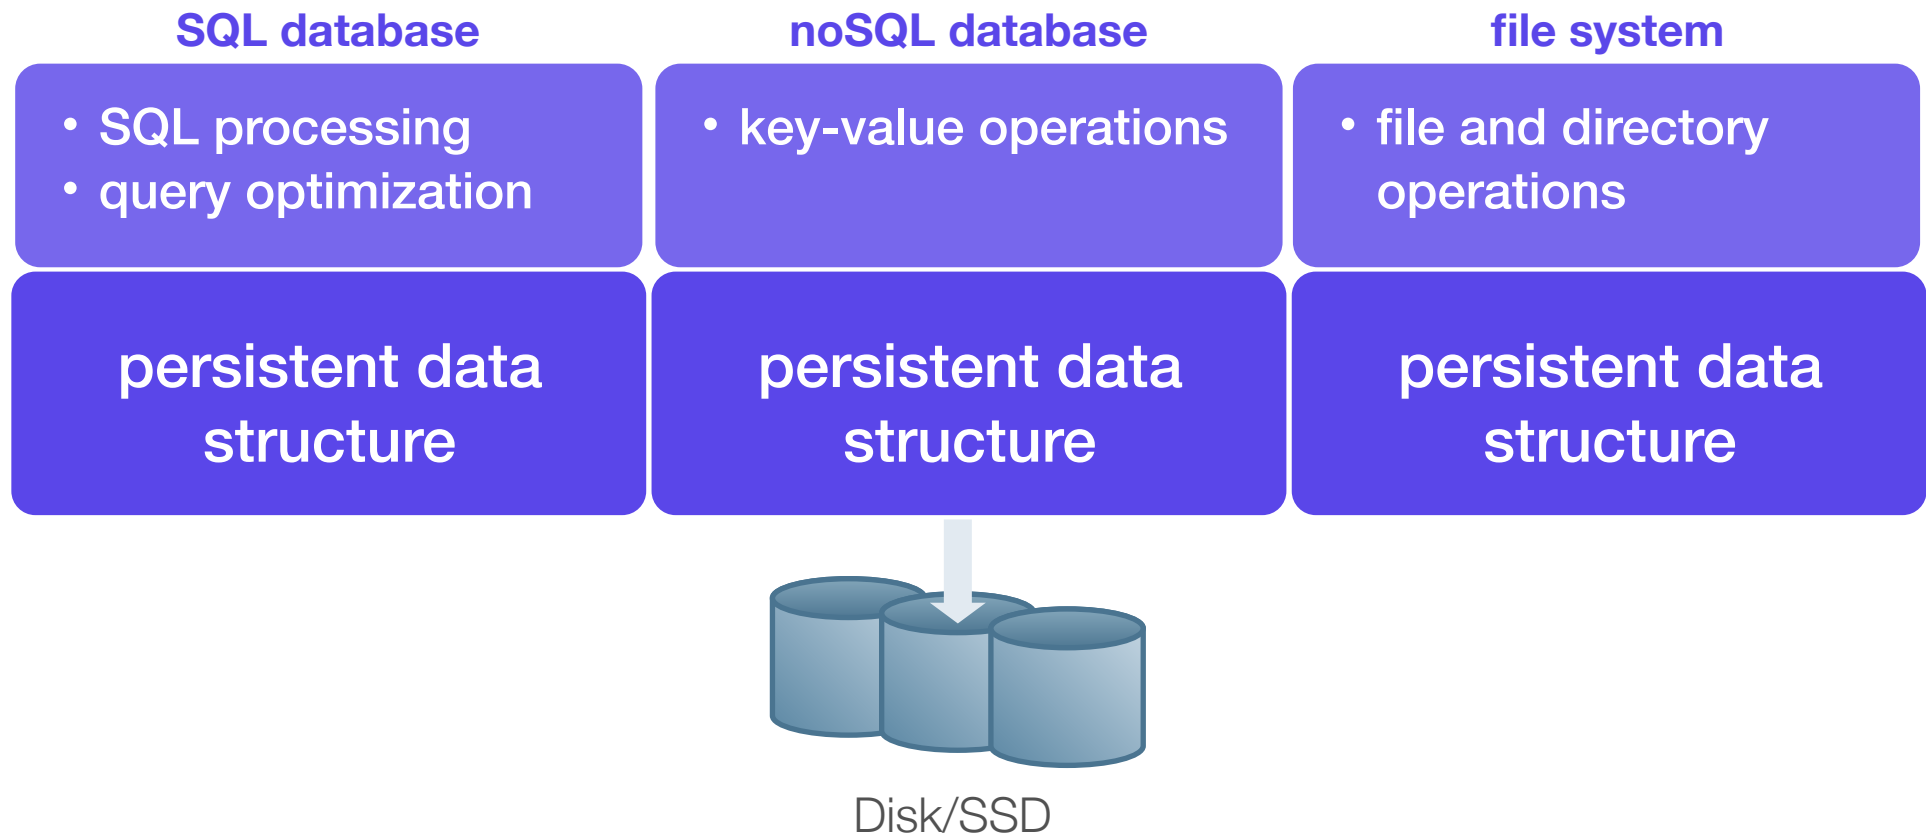 SQL database
• SQL processing
• query optimization
persistent data
structure
noSQL database
• key-value operations
persistent data
structure
file system
• file and directory
operations
persistent data
structure
Disk/SSD